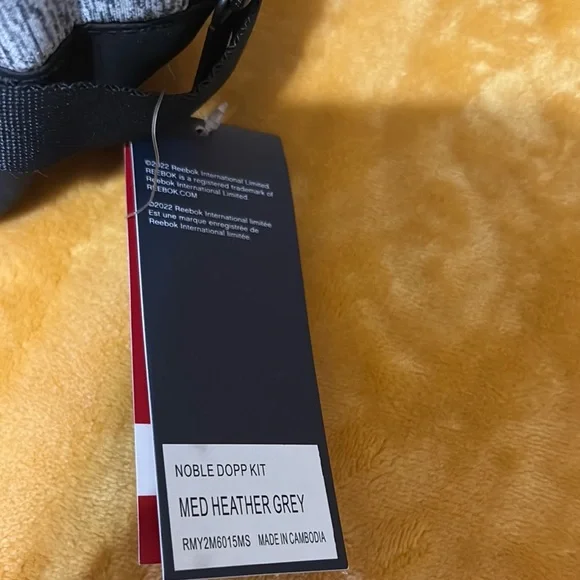 ©2022 Reebok International Limited.
REEBOK is a registered trademark of
Reebok International Limited.
REEBOK.COM
©2022 Reebok International limitée
Est une marque enregistrée de
Reebok International limitée.
NOBLE DOPP KIT
MED HEATHER GREY
RMY2M6015MS MADE IN CAMBODIA